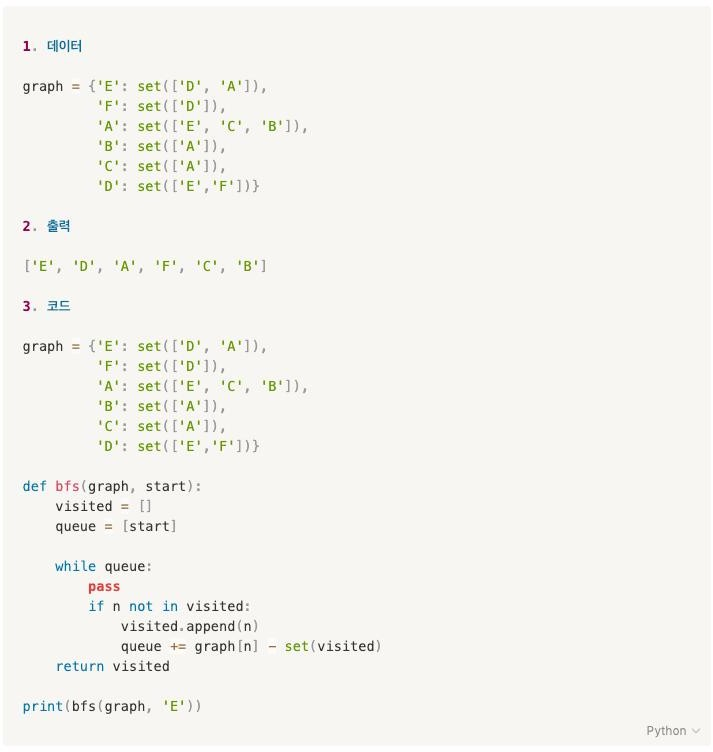 1. 데이터
graph = {'E': set(['D', 'A']),
         'F': set(['D']),
         'A': set(['E', 'C', 'B']),
         'B': set(['A']),
         'C': set(['A']),
         'D': set(['E','F'])}
2. 출력
['E', 'D', 'A', 'F', 'C', 'B']
3. 코드
graph = {'E': set(['D', 'A']),
         'F': set(['D']),
         'A': set(['E', 'C', 'B']),
         'B': set(['A']),
         'C': set(['A']),
         'D': set(['E','F'])}
def bfs(graph, start):
    visited = []
    queue = [start]
    while queue:
        pass
        if n not in visited:
            visited.append(n)
            queue += graph[n] - set(visited)
    return visited
print(bfs(graph, 'E'))
Python